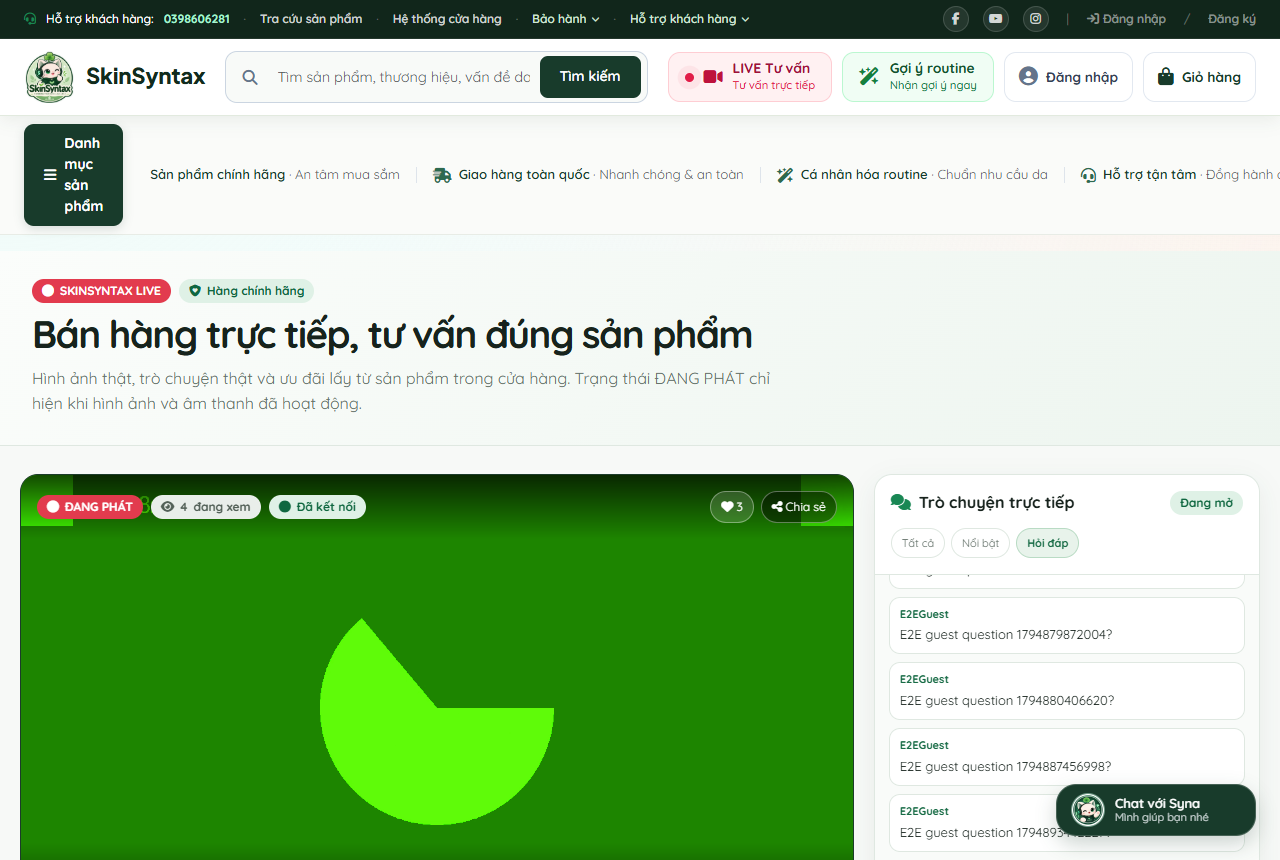 Hỗ trợ khách hàng: 0398606281 · Tra cứu sản phẩm · Hệ thống cửa hàng · Bảo hành · Hỗ trợ khách hàng | Đăng nhập / Đăng ký
SkinSyntax
Tìm sản phẩm, thương hiệu, vấn đề da
Tìm kiếm
LIVE Tư vấn
Tư vấn trực tiếp
Gợi ý routine
Nhận gợi ý ngay
Đăng nhập
Giỏ hàng
Danh
mục
sản
phẩm
Sản phẩm chính hãng · An tâm mua sắm
Giao hàng toàn quốc · Nhanh chóng & an toàn
Cá nhân hóa routine · Chuẩn nhu cầu da
Hỗ trợ tận tâm · Đồng hành
SKINSYNTAX LIVE
Hàng chính hãng
Bán hàng trực tiếp, tư vấn đúng sản phẩm
Hình ảnh thật, trò chuyện thật và ưu đãi lấy từ sản phẩm trong cửa hàng. Trạng thái ĐANG PHÁT chỉ
hiện khi hình ảnh và âm thanh đã hoạt động.
ĐANG PHÁT
4 đang xem
Đã kết nối
3
Chia sẻ
Trò chuyện trực tiếp
Đang mở
Tất cả
Nổi bật
Hỏi đáp
E2EGuest
E2E guest question 1794879872004?
E2EGuest
E2E guest question 1794880406620?
E2EGuest
E2E guest question 1794887456998?
E2EGuest
E2E guest question
Chat với Syna
Mình giúp bạn nhé